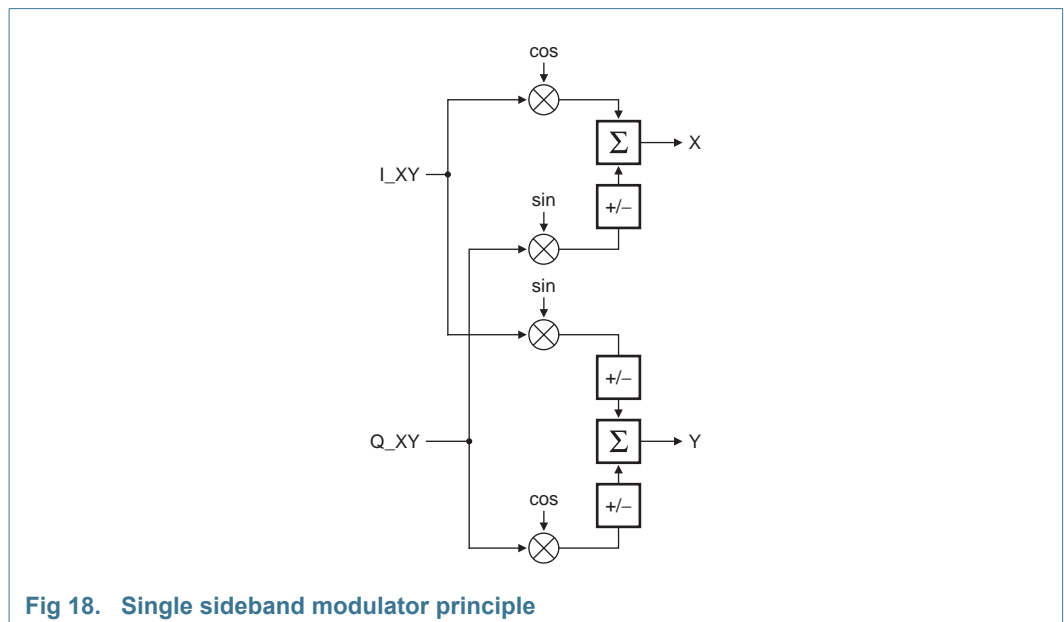 cos
Σ
X
I_XY
+/−
sin
sin
+/−
Q_XY
Σ
Y
cos
+/−
Fig 18. Single sideband modulator principle